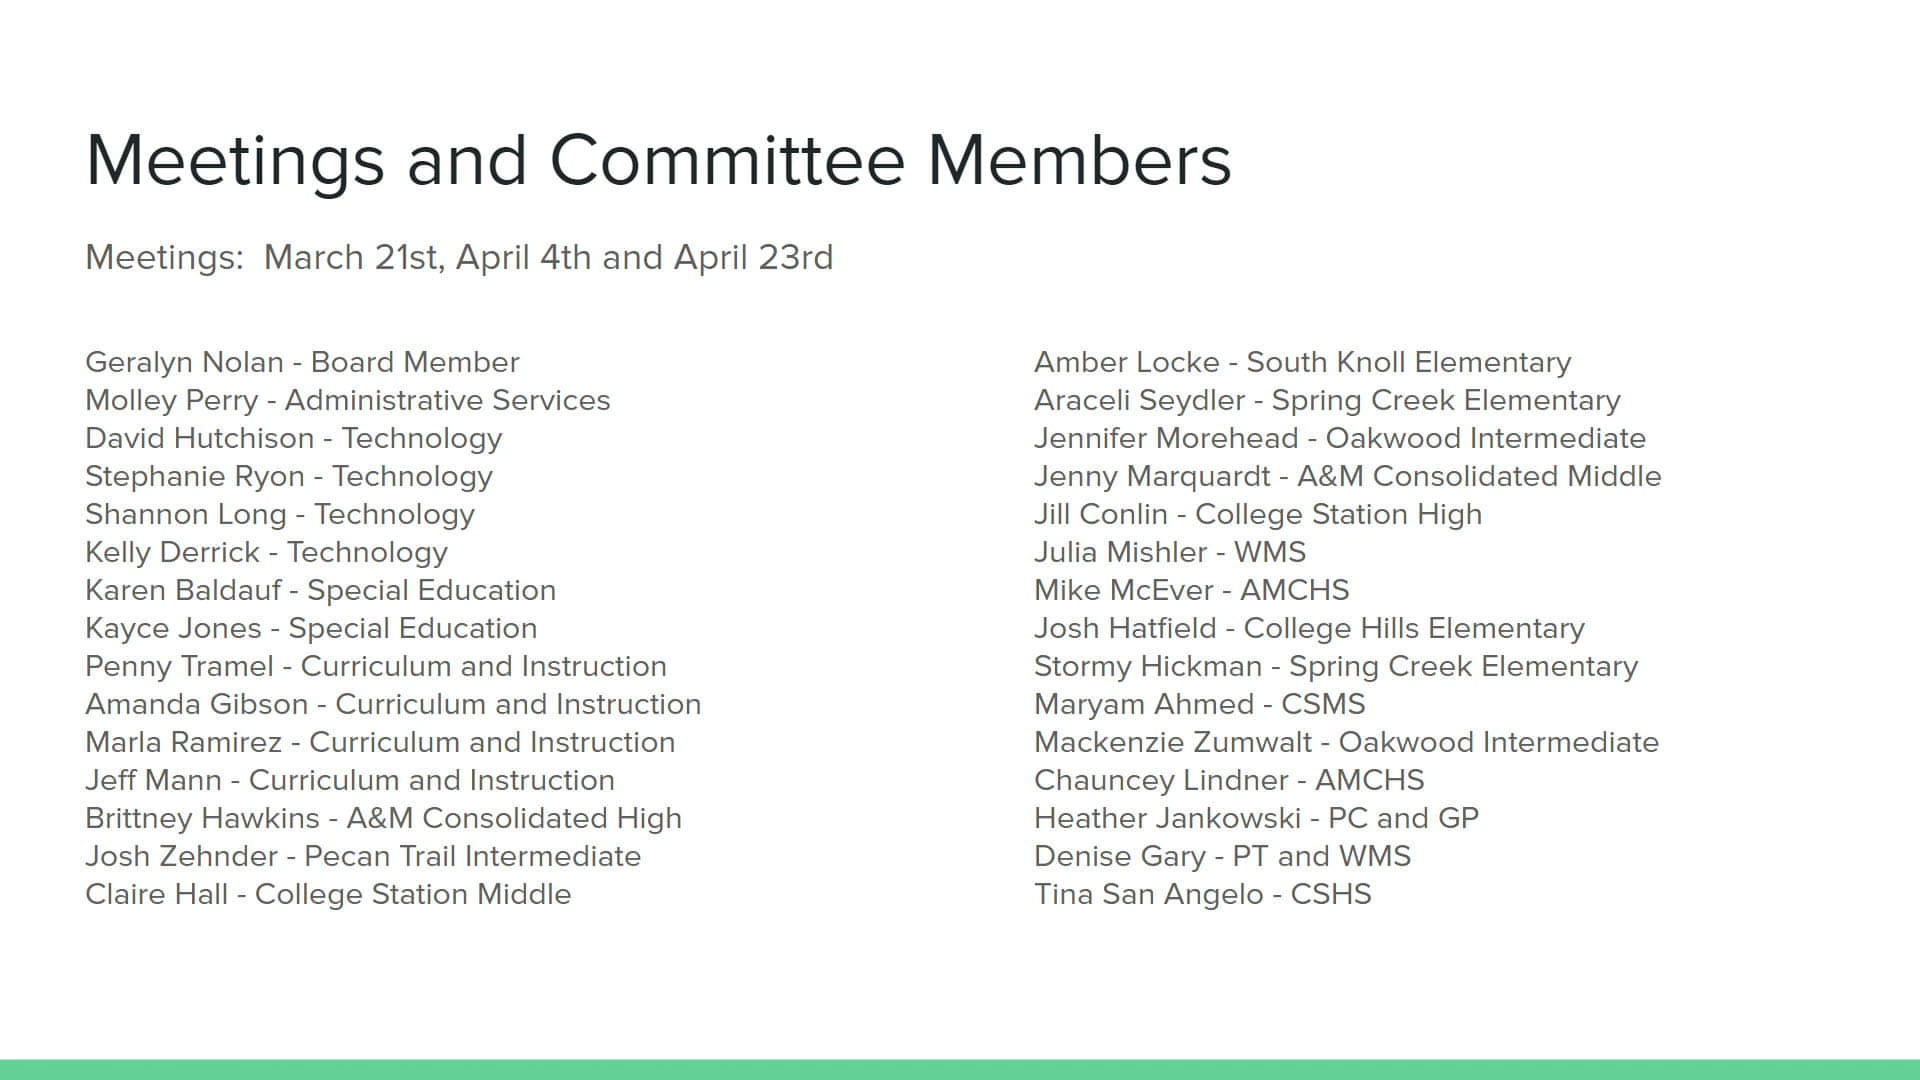 Meetings and Committee Members
Meetings:  March 21st, April 4th and April 23rd
Geralyn Nolan - Board Member
Molley Perry - Administrative Services
David Hutchison - Technology
Stephanie Ryon - Technology
Shannon Long - Technology
Kelly Derrick - Technology
Karen Baldauf - Special Education
Kayce Jones - Special Education
Penny Tramel - Curriculum and Instruction
Amanda Gibson - Curriculum and Instruction
Marla Ramirez - Curriculum and Instruction
Jeff Mann - Curriculum and Instruction
Brittney Hawkins - A&M Consolidated High
Josh Zehnder - Pecan Trail Intermediate
Claire Hall - College Station Middle
Amber Locke - South Knoll Elementary
Araceli Seydler - Spring Creek Elementary
Jennifer Morehead - Oakwood Intermediate
Jenny Marquardt - A&M Consolidated Middle
Jill Conlin - College Station High
Julia Mishler - WMS
Mike McEver - AMCHS
Josh Hatfield - College Hills Elementary
Stormy Hickman - Spring Creek Elementary
Maryam Ahmed - CSMS
Mackenzie Zumwalt - Oakwood Intermediate
Chauncey Lindner - AMCHS
Heather Jankowski - PC and GP
Denise Gary - PT and WMS
Tina San Angelo - CSHS